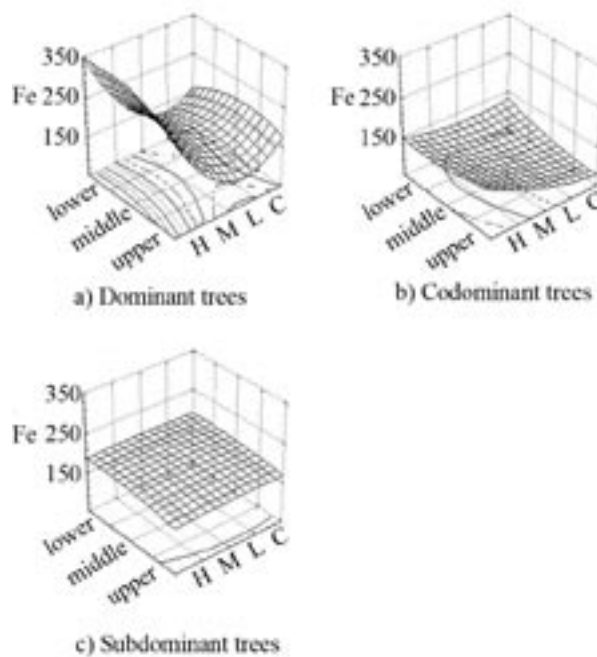 350
Fe 250
150
lower
middle
upper
H M L C
a) Dominant trees
350
Fe 250
150
lower
middle
upper
H M L C
b) Codominant trees
350
Fe 250
150
lower
middle
upper
H M L C
c) Subdominant trees